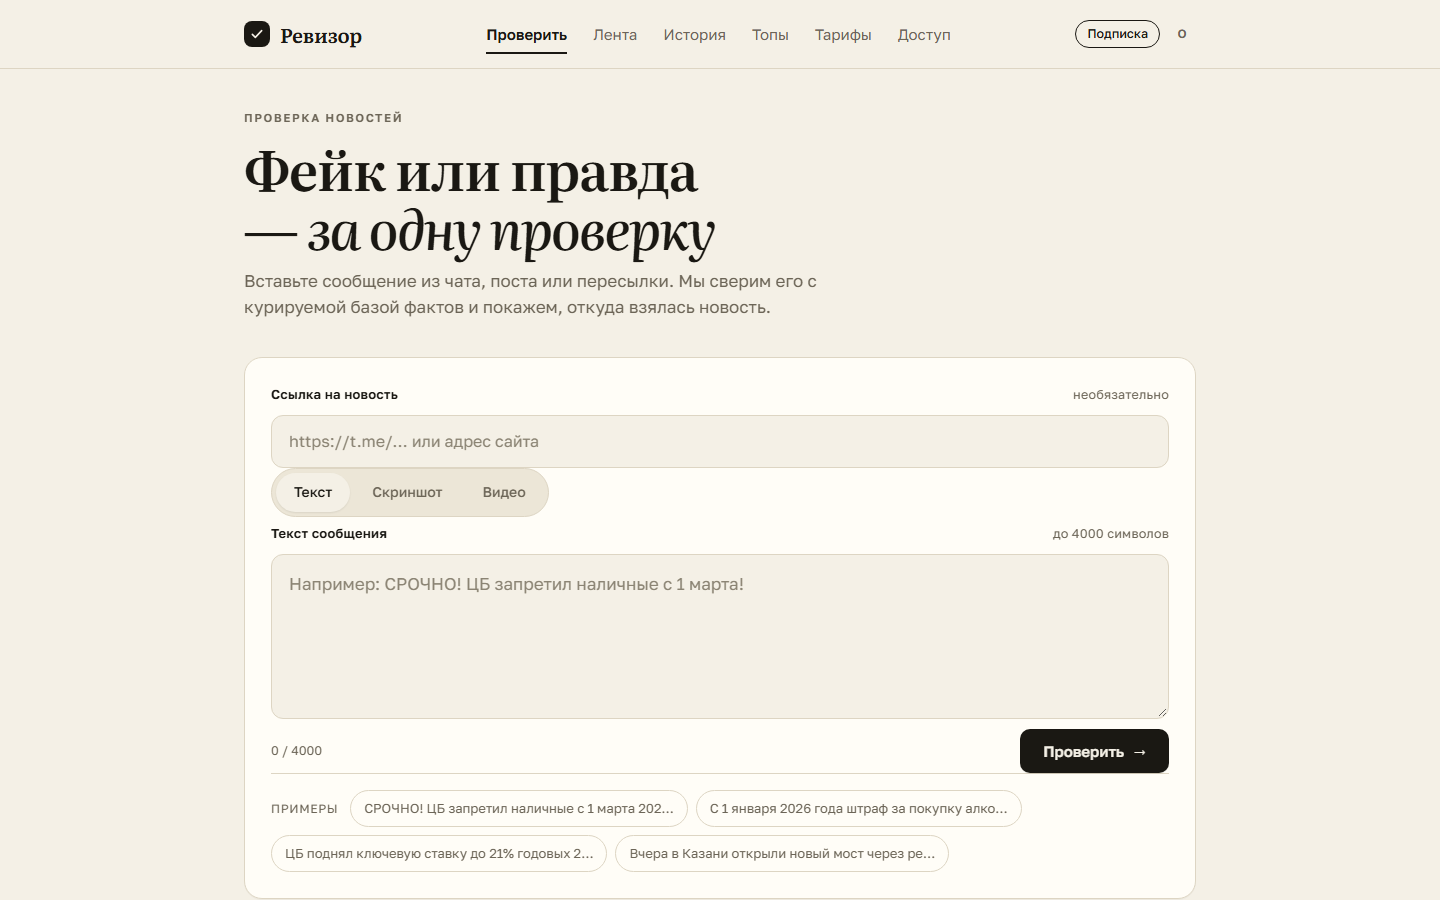 Ревизор
Проверить
Лента
История
Топы
Тарифы
Доступ
Подписка
О
ПРОВЕРКА НОВОСТЕЙ
Фейк или правда
— за одну проверку
Вставьте сообщение из чата, поста или пересылки. Мы сверим его с
курируемой базой фактов и покажем, откуда взялась новость.
Ссылка на новость
необязательно
https://t.me/... или адрес сайта
Текст
Скриншот
Видео
Текст сообщения
до 4000 символов
Например: СРОЧНО! ЦБ запретил наличные с 1 марта!
0 / 4000
Проверить →
ПРИМЕРЫ
СРОЧНО! ЦБ запретил наличные с 1 марта 202...
С 1 января 2026 года штраф за покупку алко...
ЦБ поднял ключевую ставку до 21% годовых 2...
Вчера в Казани открыли новый мост через ре...